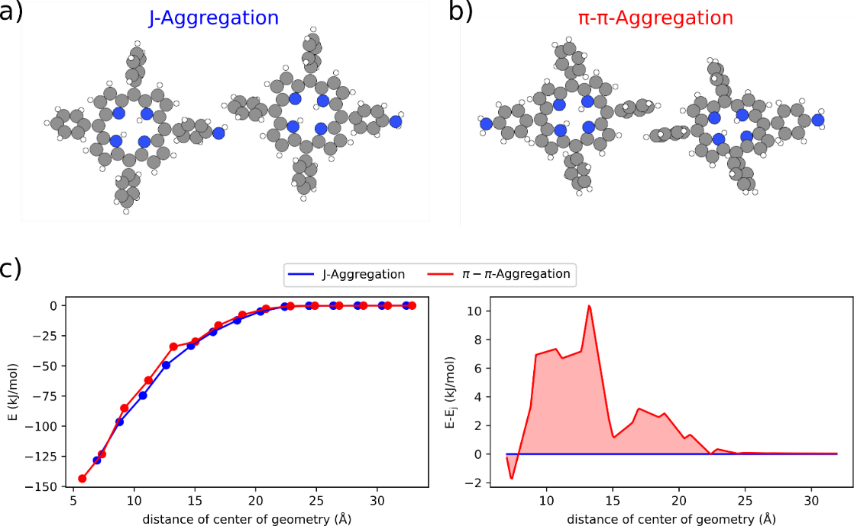 a)
J-Aggregation
b)
π-π-Aggregation
c)
J-Aggregation
π − π-Aggregation
0
−25
−50
−75
−100
−125
−150
E (kJ/mol)
5
10
15
20
25
30
distance of center of geometry (Å)
10
8
6
4
2
0
−2
E-Ej (kJ/mol)
10
15
20
25
30
distance of center of geometry (Å)